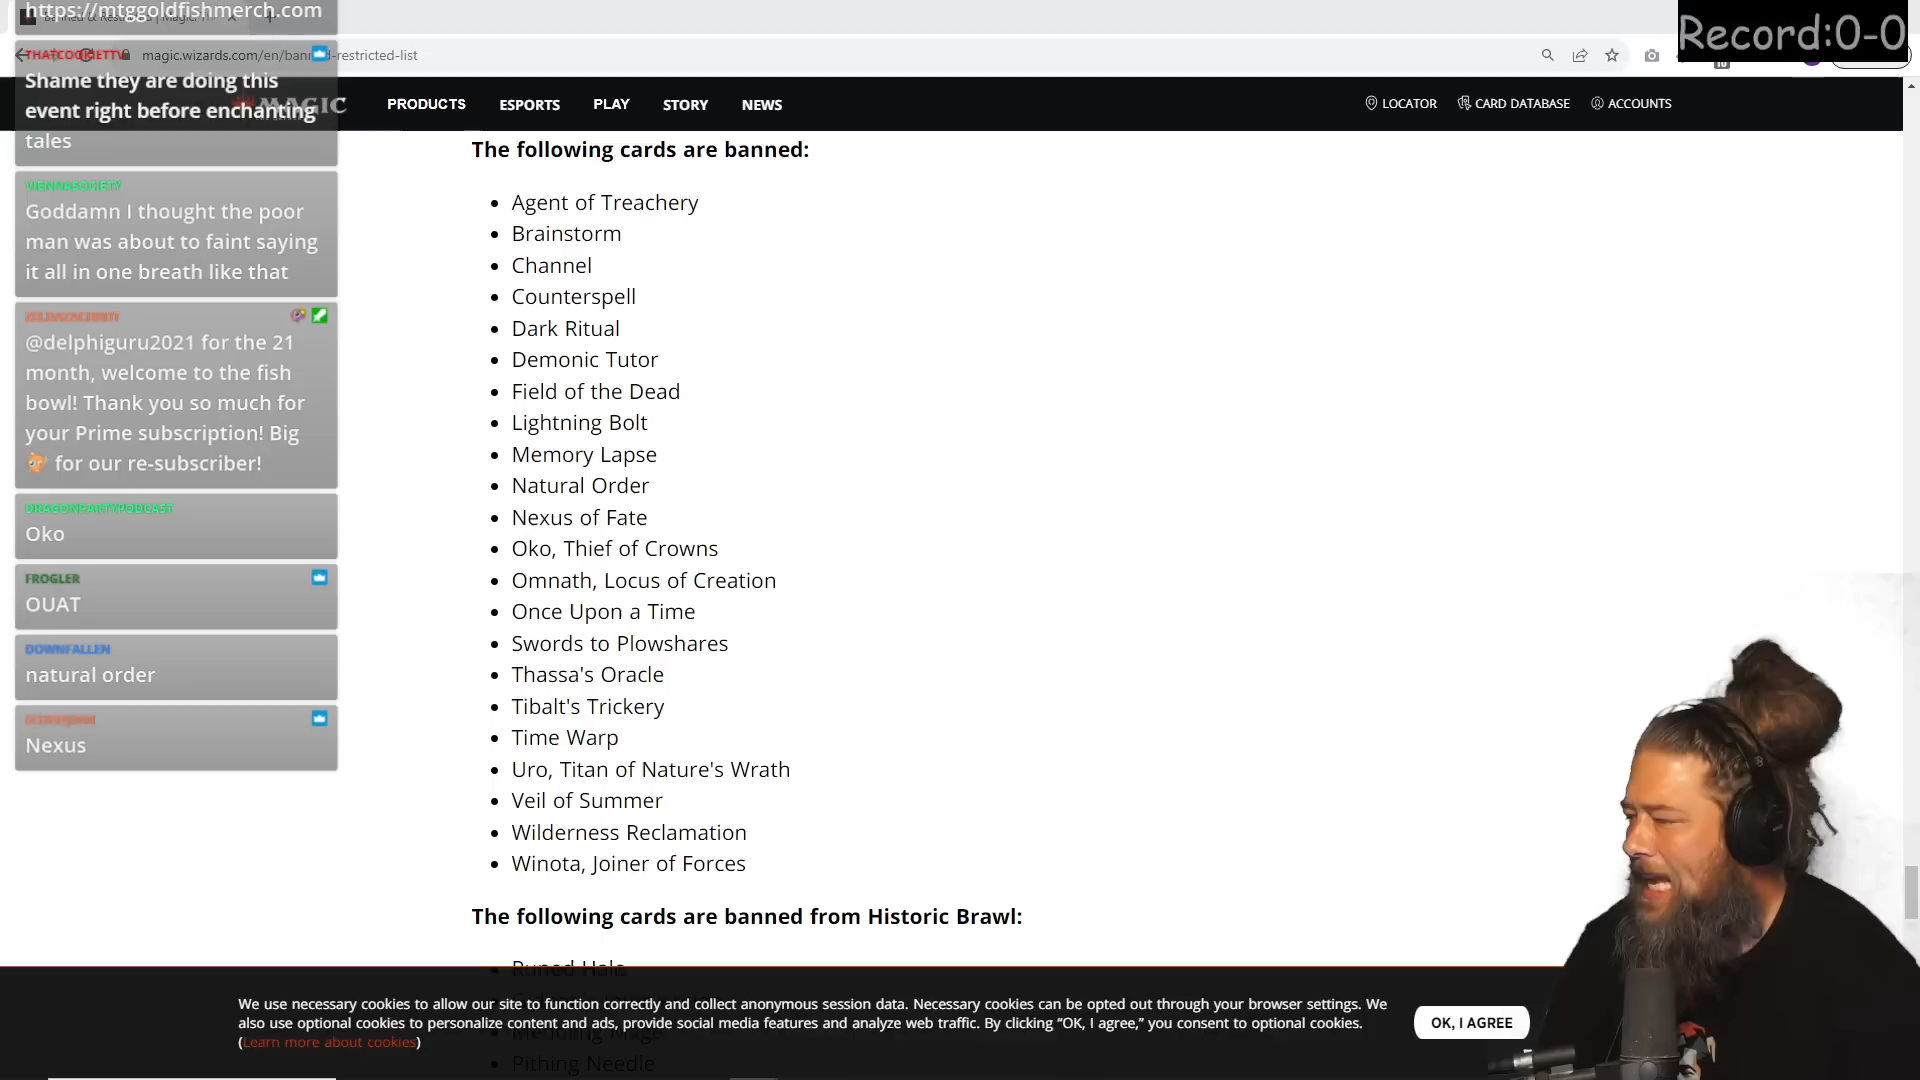 https://mtggoldfishmerch.com
Record:0-0
THATCOOKIETTV
magic.wizards.com/en/bann
d-restricted-list
Shame they are doing this
event right before enchanting
tales
MAGIC
PRODUCTS
ESPORTS
PLAY
STORY
NEWS
LOCATOR
CARD DATABASE
ACCOUNTS
The following cards are banned:
• Agent of Treachery
• Brainstorm
• Channel
• Counterspell
• Dark Ritual
• Demonic Tutor
• Field of the Dead
• Lightning Bolt
• Memory Lapse
• Natural Order
• Nexus of Fate
• Oko, Thief of Crowns
• Omnath, Locus of Creation
• Once Upon a Time
• Swords to Plowshares
• Thassa's Oracle
• Tibalt's Trickery
• Time Warp
• Uro, Titan of Nature's Wrath
• Veil of Summer
• Wilderness Reclamation
• Winota, Joiner of Forces
The following cards are banned from Historic Brawl:
• Runed Halo
• Meddling Mage
• Pithing Needle
VIENNASOCIETY
Goddamn I thought the poor
man was about to faint saying
it all in one breath like that
@delphiguru2021 for the 21
month, welcome to the fish
bowl! Thank you so much for
your Prime subscription! Big
for our re-subscriber!
DRAGONPARTYPODCAST
Oko
FROGLER
OUAT
DOWNFALLEN
natural order
Nexus
We use necessary cookies to allow our site to function correctly and collect anonymous session data. Necessary cookies can be opted out through your browser settings. We
also use optional cookies to personalize content and ads, provide social media features and analyze web traffic. By clicking “OK, I agree,” you consent to optional cookies.
(Learn more about cookies)
OK, I AGREE